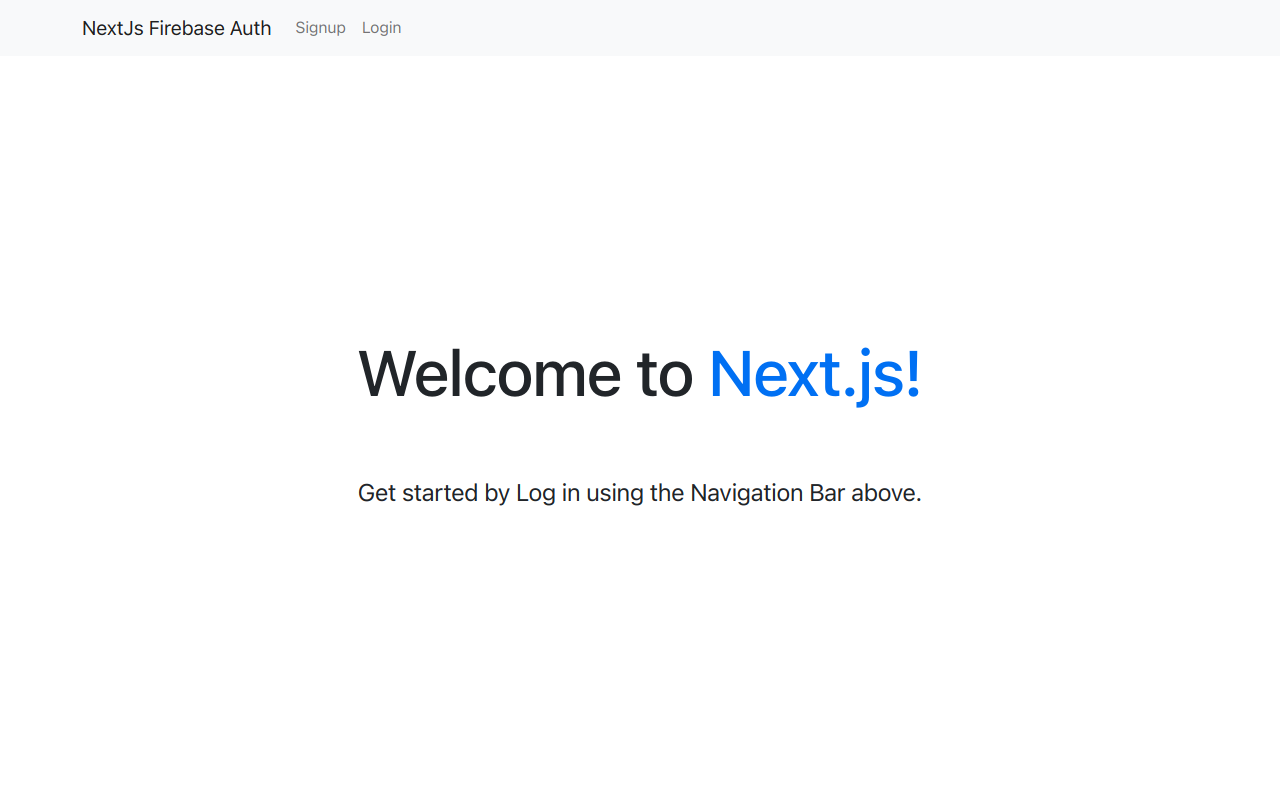 NextJs Firebase Auth Signup Login
Welcome to Next.js!
Get started by Log in using the Navigation Bar above.